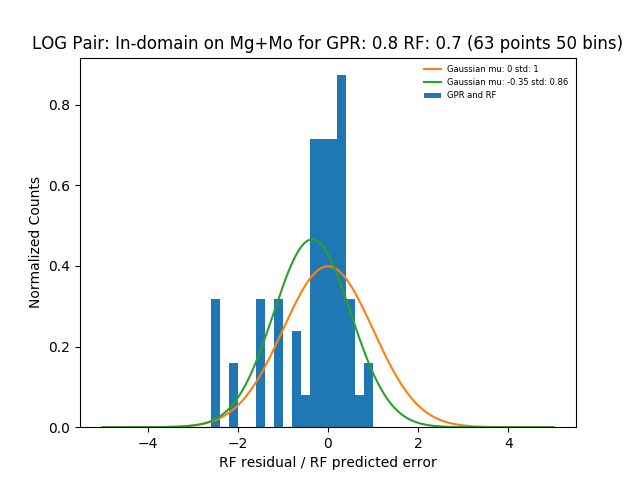 LOG Pair: In-domain on Mg+Mo for GPR: 0.8 RF: 0.7 (63 points 50 bins)
Gaussian mu: 0 std: 1
Gaussian mu: -0.35 std: 0.86
GPR and RF
Normalized Counts
0.8
0.6
0.4
0.2
0.0
−4 −2 0 2 4
RF residual / RF predicted error